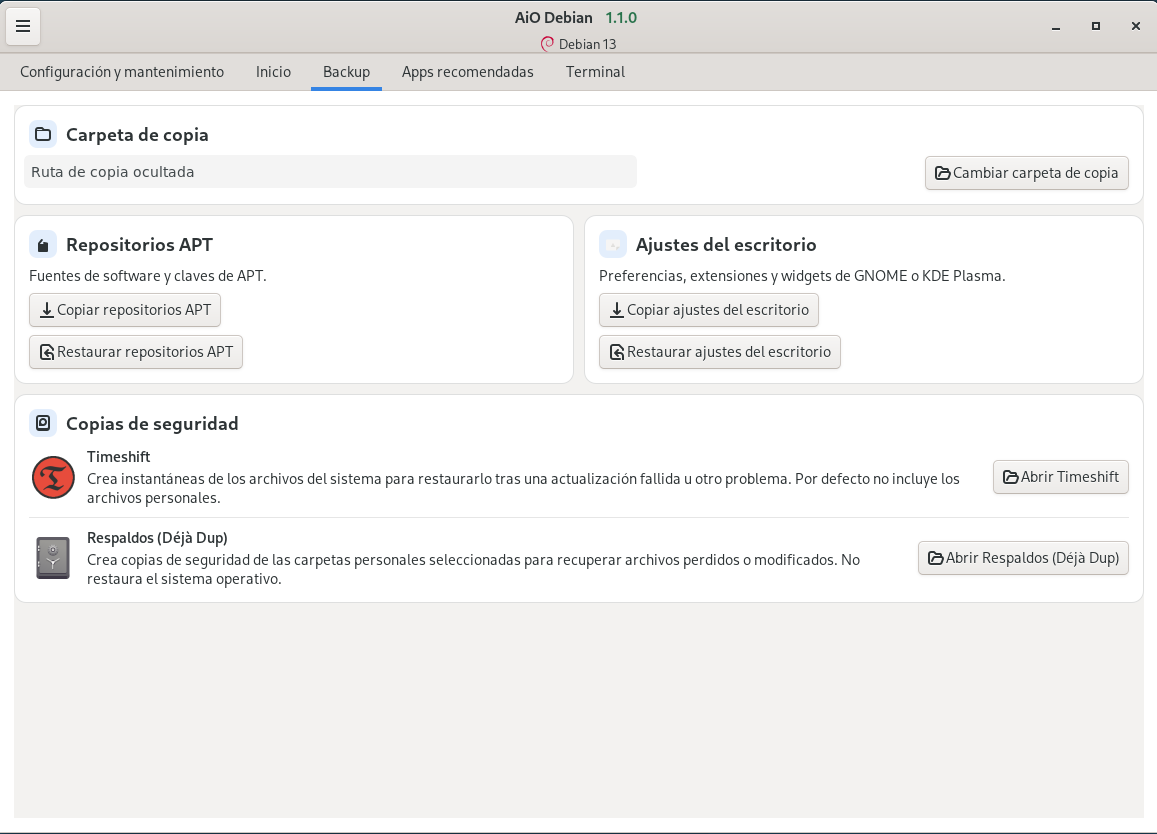 AiO Debian 1.1.0
Debian 13
Configuración y mantenimiento Inicio Backup Apps recomendadas Terminal
Carpeta de copia
Ruta de copia ocultada
Cambiar carpeta de copia
Repositorios APT
Fuentes de software y claves de APT.
Copiar repositorios APT
Restaurar repositorios APT
Ajustes del escritorio
Preferencias, extensiones y widgets de GNOME o KDE Plasma.
Copiar ajustes del escritorio
Restaurar ajustes del escritorio
Copias de seguridad
Timeshift
Crea instantáneas de los archivos del sistema para restaurarlo tras una actualización fallida u otro problema. Por defecto no incluye los
archivos personales.
Abrir Timeshift
Respaldos (Déjà Dup)
Crea copias de seguridad de las carpetas personales seleccionadas para recuperar archivos perdidos o modificados. No
restaura el sistema operativo.
Abrir Respaldos (Déjà Dup)